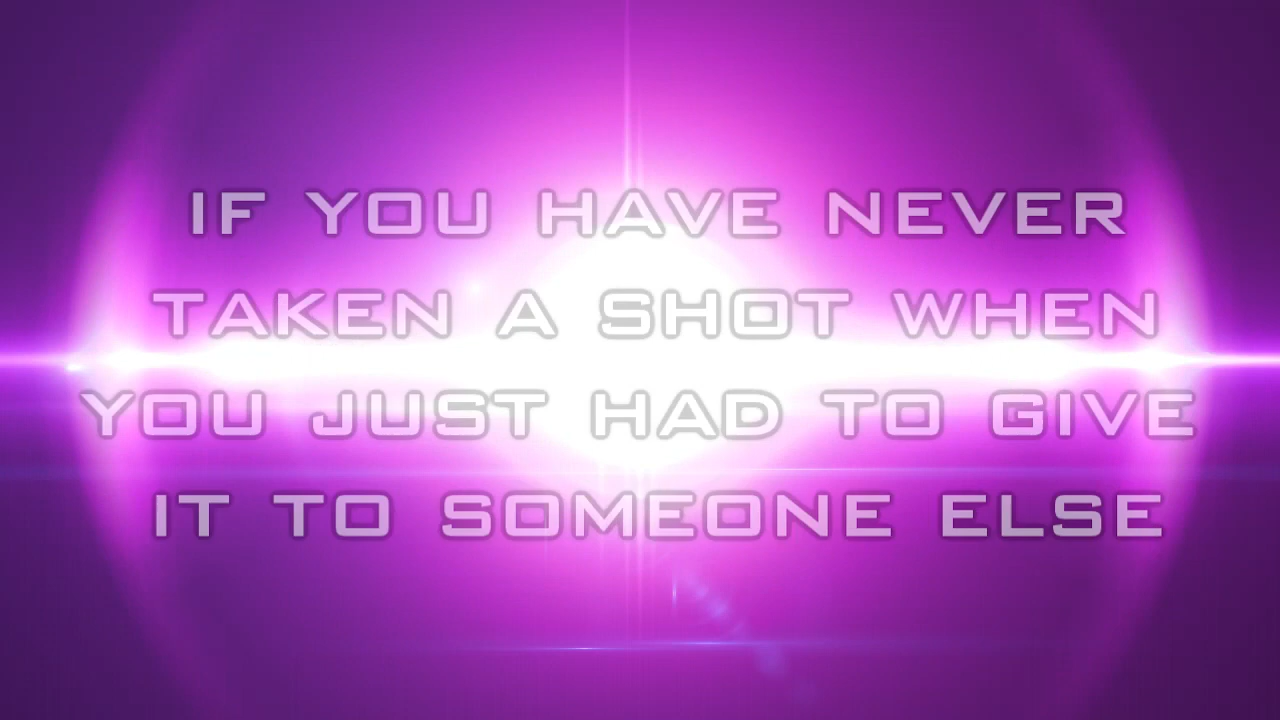 IF YOU HAVE NEVER
TAKEN A SHOT WHEN
YOU JUST HAD TO GIVE
IT TO SOMEONE ELSE